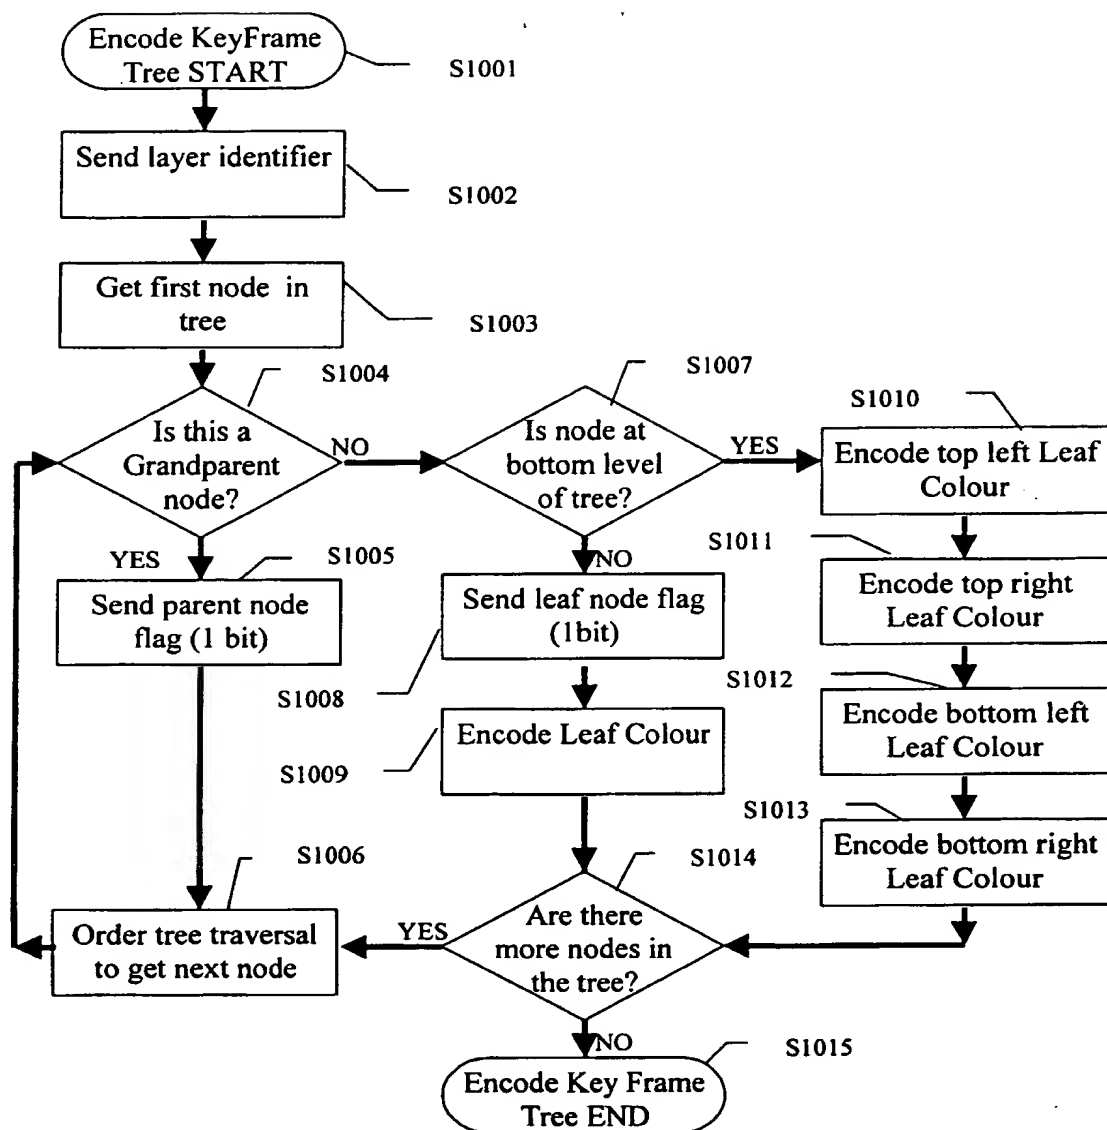 Encode KeyFrame
Tree START
S1001
Send layer identifier
S1002
Get first node in
tree
S1003
S1004
Is this a
Grandparent
node?
NO
YES
S1005
Send parent node
flag (1 bit)
S1006
Order tree traversal
to get next node
S1007
Is node at
bottom level
of tree?
YES
NO
Send leaf node flag
(1bit)
S1008
Encode Leaf Colour
S1009
S1010
Encode top left Leaf
Colour
S1011
Encode top right
Leaf Colour
S1012
Encode bottom left
Leaf Colour
S1013
Encode bottom right
Leaf Colour
S1014
Are there
more nodes in
the tree?
YES
NO
S1015
Encode Key Frame
Tree END